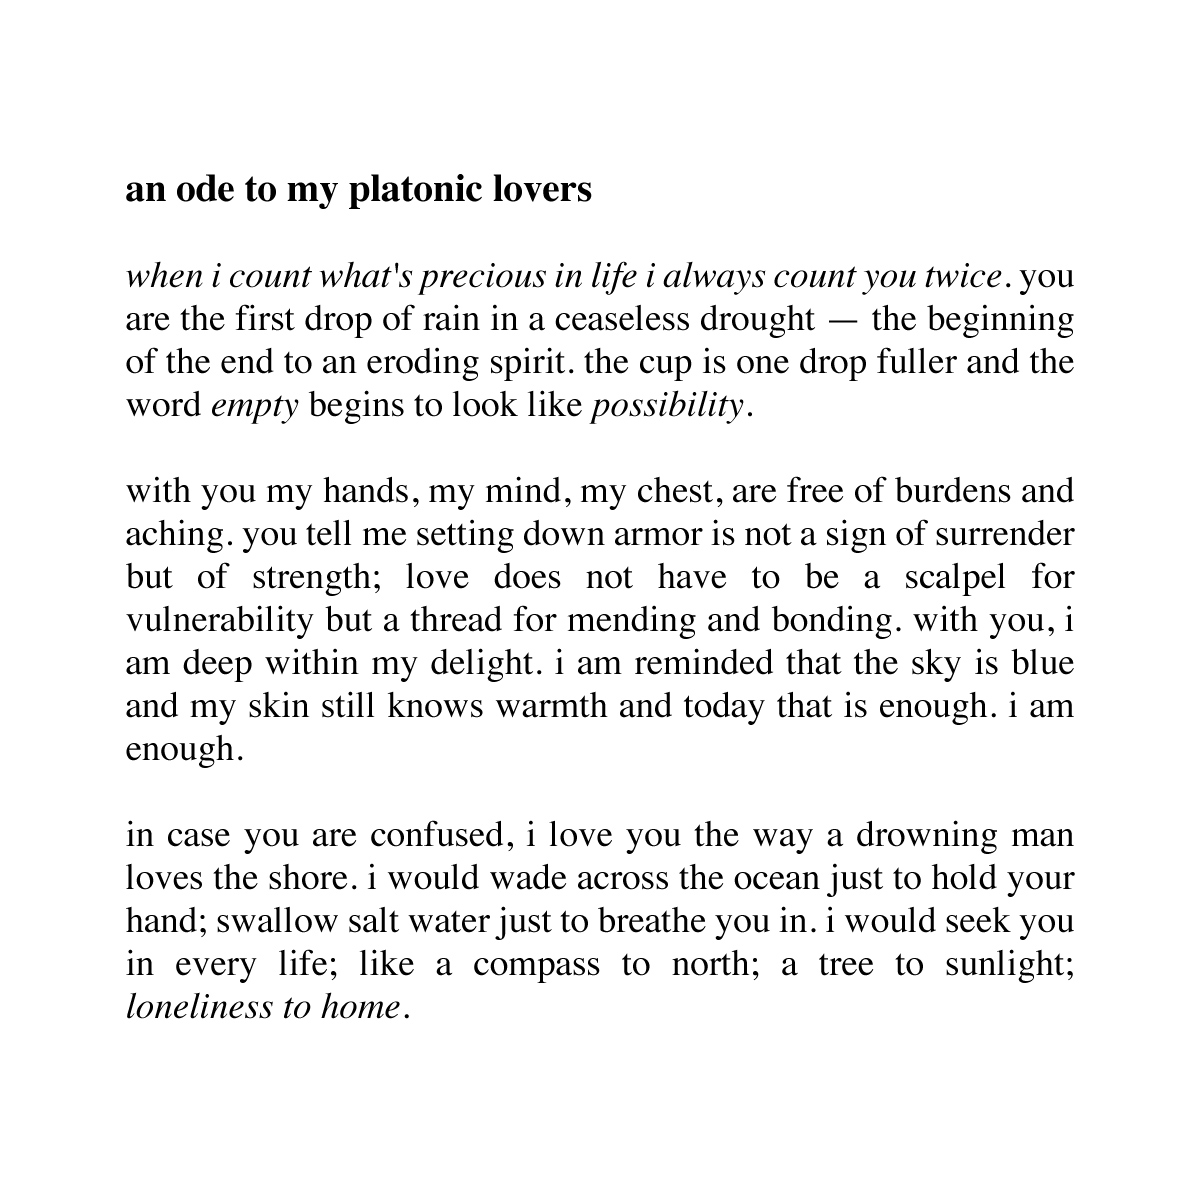 an ode to my platonic lovers
when i count what's precious in life i always count you twice. you
are the first drop of rain in a ceaseless drought — the beginning
of the end to an eroding spirit. the cup is one drop fuller and the
word empty begins to look like possibility.
with you my hands, my mind, my chest, are free of burdens and
aching. you tell me setting down armor is not a sign of surrender
but of strength; love does not have to be a scalpel for
vulnerability but a thread for mending and bonding. with you, i
am deep within my delight. i am reminded that the sky is blue
and my skin still knows warmth and today that is enough. i am
enough.
in case you are confused, i love you the way a drowning man
loves the shore. i would wade across the ocean just to hold your
hand; swallow salt water just to breathe you in. i would seek you
in every life; like a compass to north; a tree to sunlight;
loneliness to home.